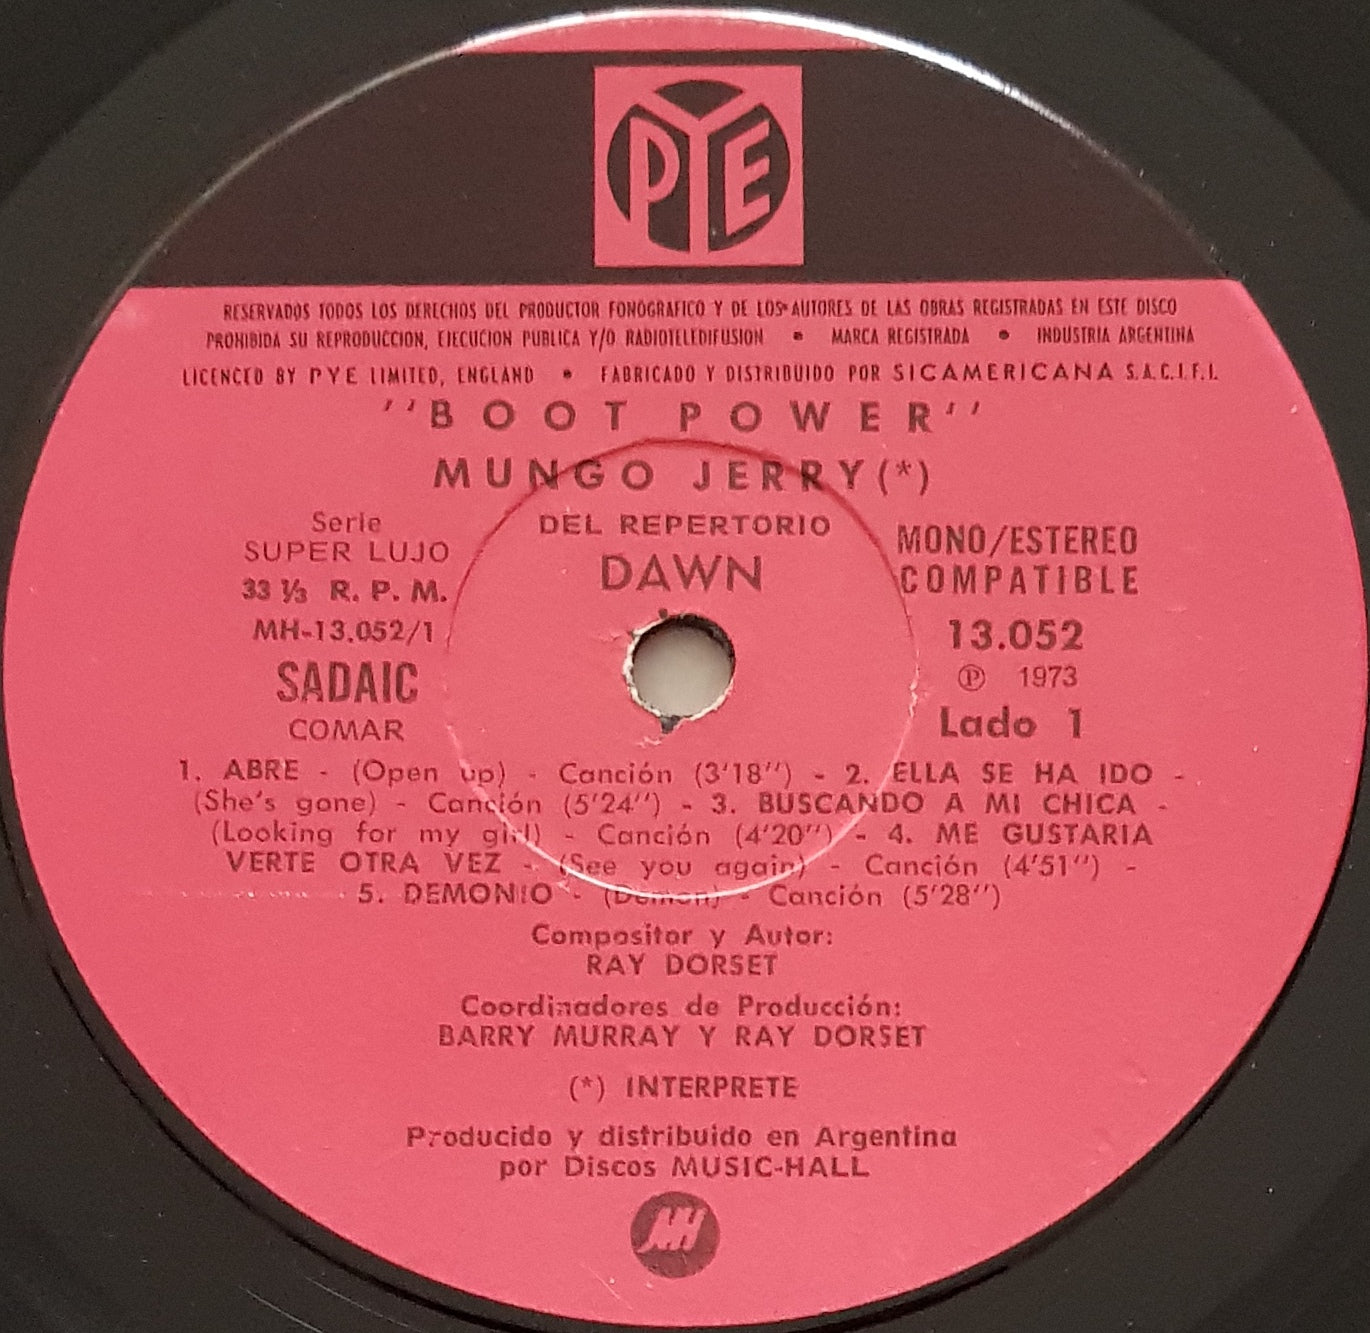 PYE
RESERVADOS TODOS LOS DERECHOS DEL PRODUCTOR FONOGRAFICO Y DE LOS AUTORES DE LAS OBRAS REGISTRADAS EN ESTE DISCO
PROHIBIDA SU REPRODUCCION, EJECUCION PUBLICA Y/O RADIOTELEDIFUSION • MARCA REGISTRADA • INDUSTRIA ARGENTINA
LICENCED BY PYE LIMITED, ENGLAND • FABRICADO Y DISTRIBUIDO POR SICAMERICANA S.A.C.I.F.I.
''BOOT POWER''
MUNGO JERRY(*)
DEL REPERTORIO
DAWN
Serie
SUPER LUJO
33 ⅓ R. P. M.
MH-13.052/1
SADAIC
COMAR
MONO/ESTEREO
COMPATIBLE
13.052
℗ 1973
Lado 1
1. ABRE - (Open up) - Canción (3'18'') - 2. ELLA SE HA IDO -
(She's gone) - Canción (5'24'') - 3. BUSCANDO A MI CHICA -
(Looking for my girl) - Canción (4'20'') - 4. ME GUSTARIA
VERTE OTRA VEZ - (See you again) - Canción (4'51'') -
5. DEMONIO - (Demon) - Canción (5'28'')
Compositor y Autor:
RAY DORSET
Coordinadores de Producción:
BARRY MURRAY Y RAY DORSET
(*) INTERPRETE
Producido y distribuido en Argentina
por Discos MUSIC-HALL
MH